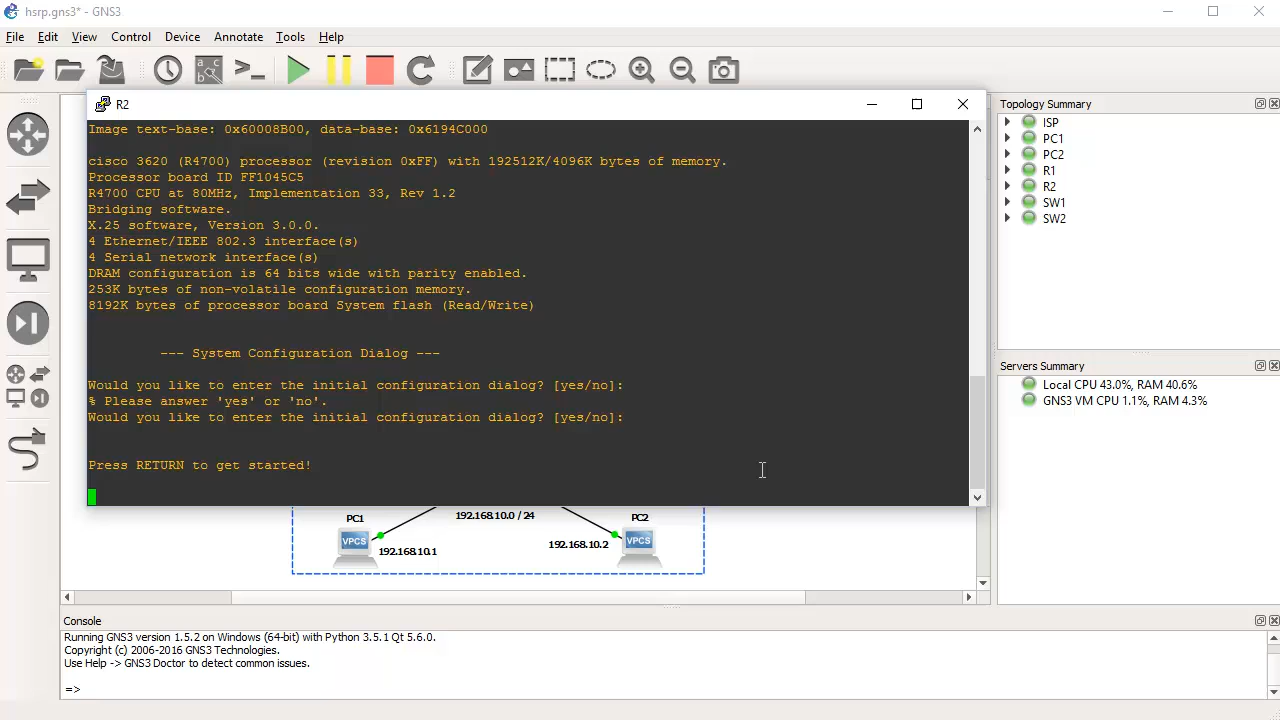 hsrp.gns3* - GNS3
File Edit View Control Device Annotate Tools Help
R2
Image text-base: 0x60008B00, data-base: 0x6194C000
cisco 3620 (R4700) processor (revision 0xFF) with 192512K/4096K bytes of memory.
Processor board ID FF1045C5
R4700 CPU at 80MHz, Implementation 33, Rev 1.2
Bridging software.
X.25 software, Version 3.0.0.
4 Ethernet/IEEE 802.3 interface(s)
4 Serial network interface(s)
DRAM configuration is 64 bits wide with parity enabled.
253K bytes of non-volatile configuration memory.
8192K bytes of processor board System flash (Read/Write)
--- System Configuration Dialog ---
Would you like to enter the initial configuration dialog? [yes/no]:
% Please answer 'yes' or 'no'.
Would you like to enter the initial configuration dialog? [yes/no]:
Press RETURN to get started!
PC1
192.168.10.0 / 24
PC2
VPCS
192.168.10.1
192.168.10.2
VPCS
Topology Summary
ISP
PC1
PC2
R1
R2
SW1
SW2
Servers Summary
Local CPU 43.0%, RAM 40.6%
GNS3 VM CPU 1.1%, RAM 4.3%
Console
Running GNS3 version 1.5.2 on Windows (64-bit) with Python 3.5.1 Qt 5.6.0.
Copyright (c) 2006-2016 GNS3 Technologies.
Use Help -> GNS3 Doctor to detect common issues.
=>